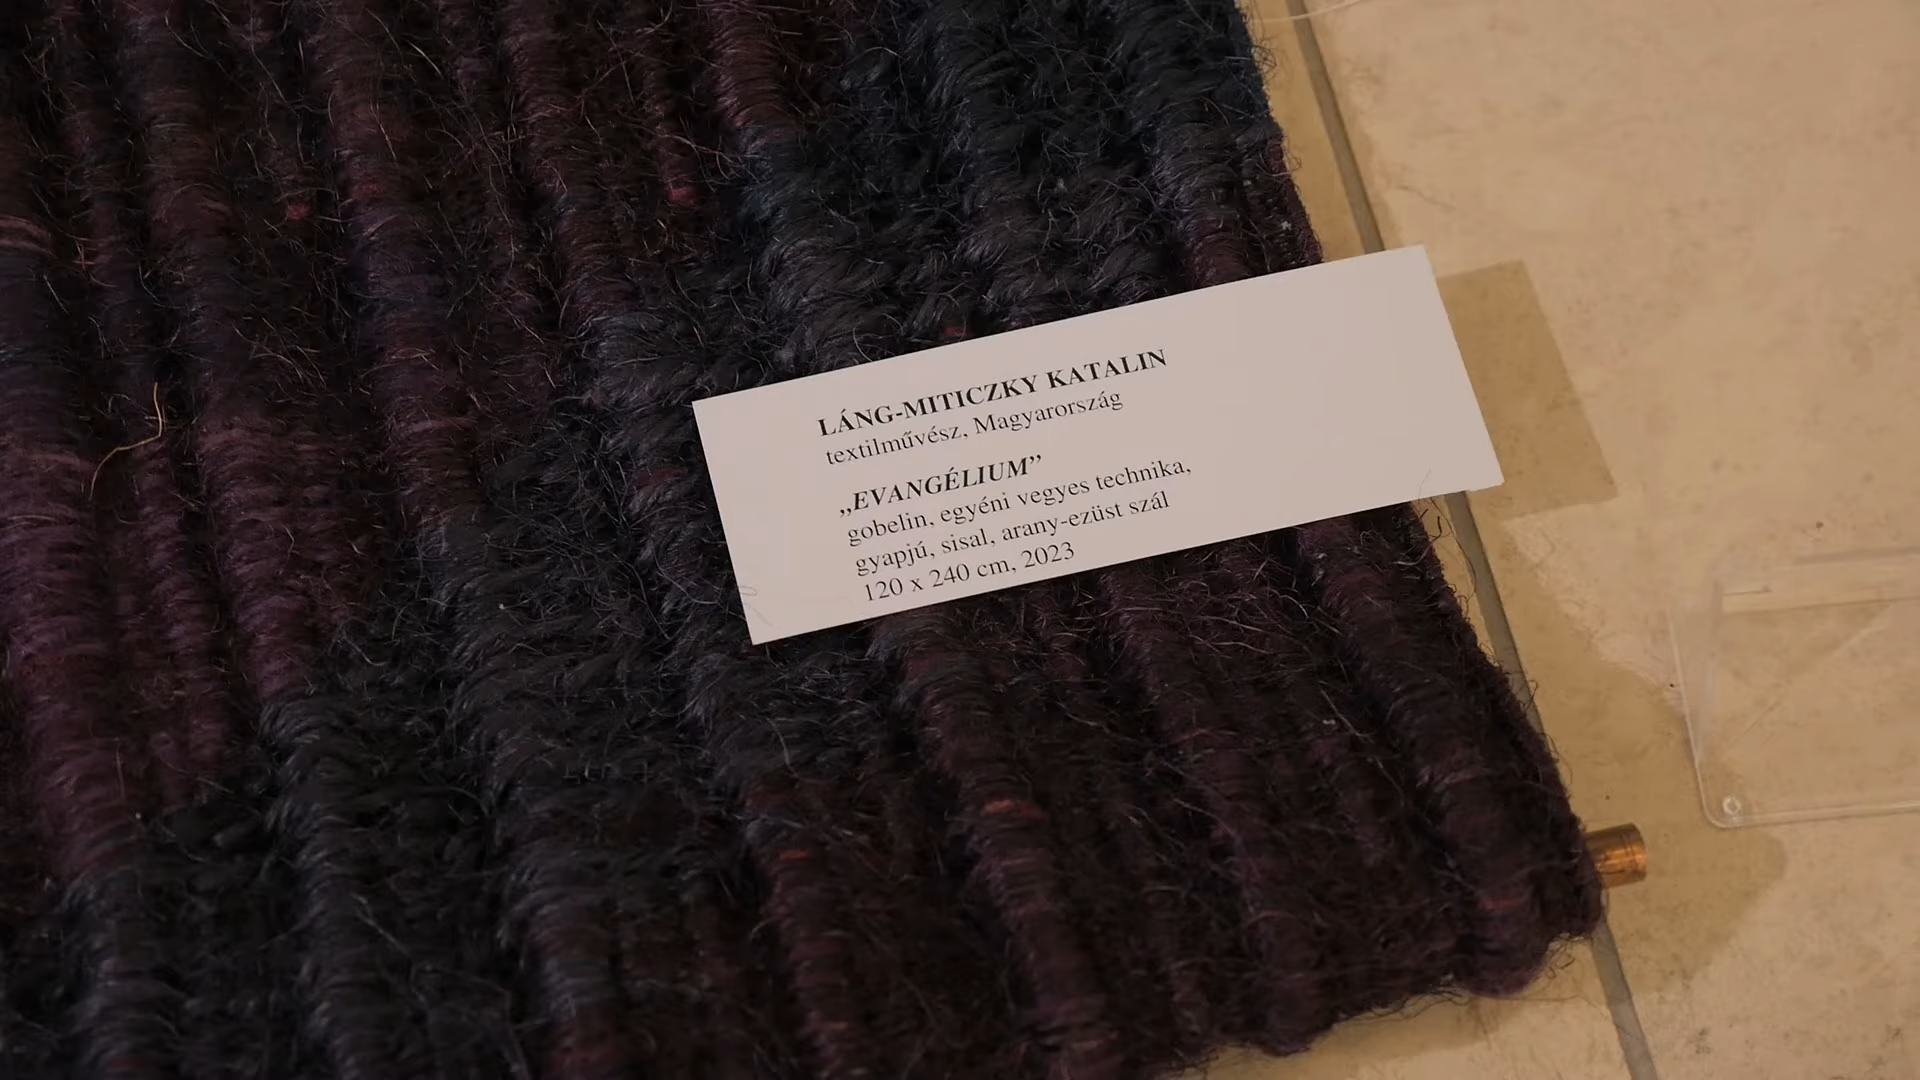 LÁNG-MITICZKY KATALIN
textilművész, Magyarország
„EVANGÉLIUM”
gobelin, egyéni vegyes technika,
gyapjú, sisal, arany-ezüst szál
120 x 240 cm, 2023